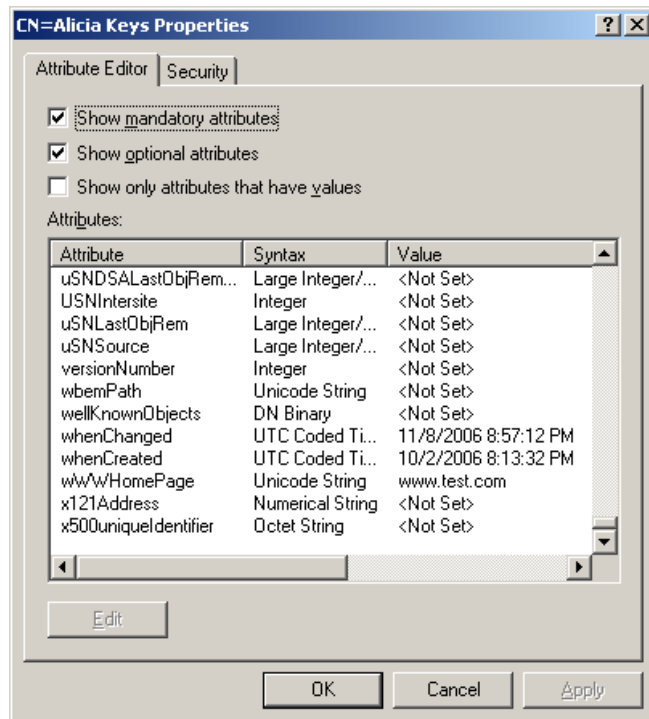 CN=Alicia Keys Properties
Attribute Editor Security
Show mandatory attributes
Show optional attributes
Show only attributes that have values
Attributes:
Attribute Syntax Value
uSNDSALastObjRem... Large Integer/... <Not Set>
USNIntersite Integer <Not Set>
uSNLastObjRem Large Integer/... <Not Set>
uSNSource Large Integer/... <Not Set>
versionNumber Integer <Not Set>
wbemPath Unicode String <Not Set>
wellKnownObjects DN Binary <Not Set>
whenChanged UTC Coded Ti... 11/8/2006 8:57:12 PM
whenCreated UTC Coded Ti... 10/2/2006 8:13:32 PM
wWWHomePage Unicode String www.test.com
x121Address Numerical String <Not Set>
x500uniqueIdentifier Octet String <Not Set>
Edit
OK Cancel Apply